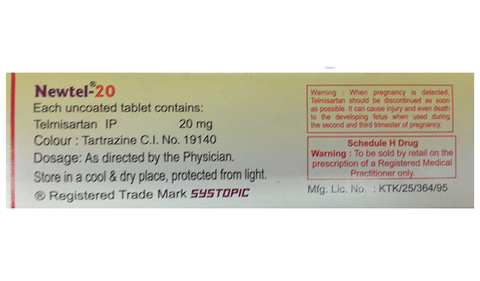 Newtel®-20
Each uncoated tablet contains:
Telmisartan IP 20 mg
Colour : Tartrazine C.I. No. 19140
Dosage: As directed by the Physician.
Store in a cool & dry place, protected from light.
® Registered Trade Mark SYSTOPIC
Warning : When pregnancy is detected,
Telmisartan should be discontinued as soon
as possible. It can cause injury and even death
to the developing fetus when used during
the second and third trimester of pregnancy.
Schedule H Drug
Warning : To be sold by retail on the
prescription of a Registered Medical
Practitioner only.
Mfg. Lic. No. : KTK/25/364/95